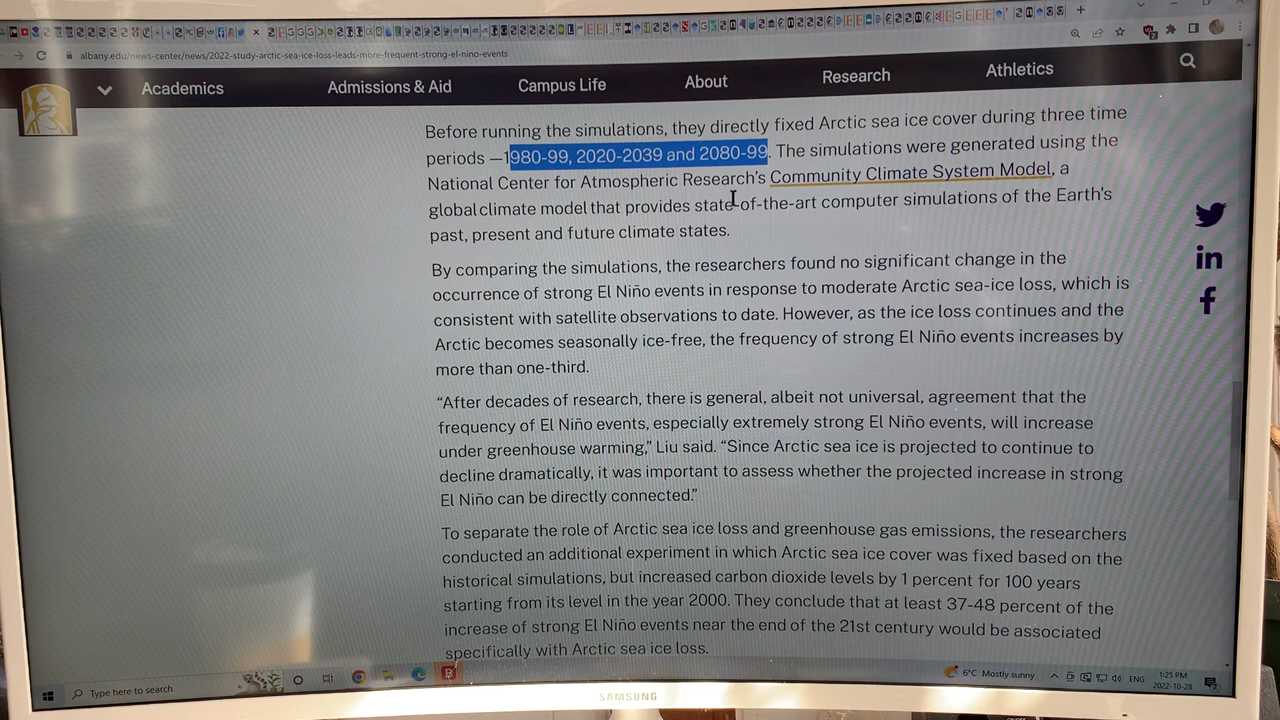 albany.edu/news-center/news/2022-study-arctic-sea-ice-loss-leads-more-frequent-strong-el-nino-events
Academics Admissions & Aid Campus Life About Research Athletics
Before running the simulations, they directly fixed Arctic sea ice cover during three time
periods —1980-99, 2020-2039 and 2080-99. The simulations were generated using the
National Center for Atmospheric Research's Community Climate System Model, a
global climate model that provides state-of-the-art computer simulations of the Earth's
past, present and future climate states.
By comparing the simulations, the researchers found no significant change in the
occurrence of strong El Niño events in response to moderate Arctic sea-ice loss, which is
consistent with satellite observations to date. However, as the ice loss continues and the
Arctic becomes seasonally ice-free, the frequency of strong El Niño events increases by
more than one-third.
“After decades of research, there is general, albeit not universal, agreement that the
frequency of El Niño events, especially extremely strong El Niño events, will increase
under greenhouse warming,” Liu said. “Since Arctic sea ice is projected to continue to
decline dramatically, it was important to assess whether the projected increase in strong
El Niño can be directly connected.”
To separate the role of Arctic sea ice loss and greenhouse gas emissions, the researchers
conducted an additional experiment in which Arctic sea ice cover was fixed based on the
historical simulations, but increased carbon dioxide levels by 1 percent for 100 years
starting from its level in the year 2000. They conclude that at least 37-48 percent of the
increase of strong El Niño events near the end of the 21st century would be associated
specifically with Arctic sea ice loss.
Type here to search
6°C Mostly sunny
ENG
1:25 PM
2022-10-28
SAMSUNG